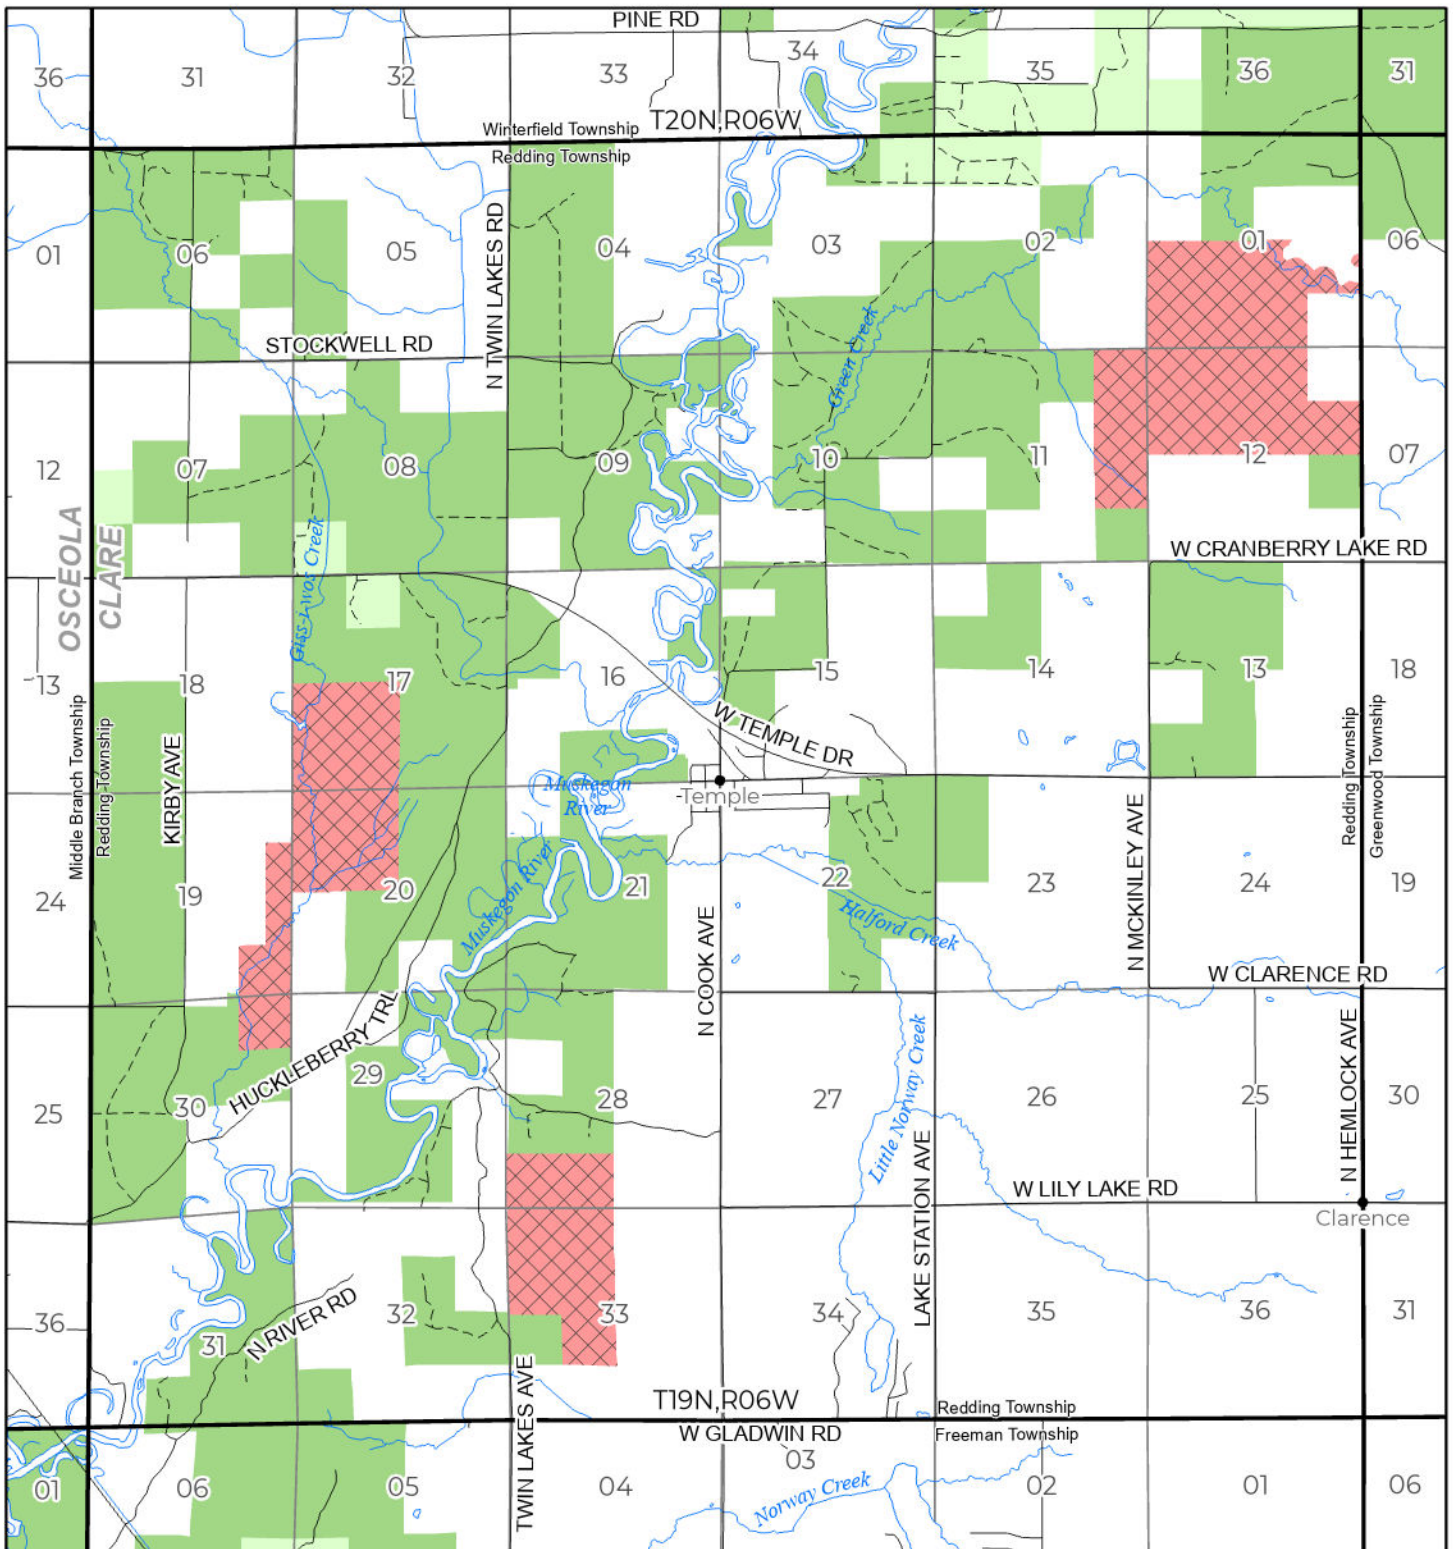 PINE RD
36
31
32
33
34
35
36
31
T20N,R06W
Winterfield Township
Redding Township
01
06
05
N TWIN LAKES RD
04
03
02
01
06
STOCKWELL RD
Green Creek
12
07
08
09
10
11
12
07
OSCEOLA
CLARE
Giss-i-wos Creek
W CRANBERRY LAKE RD
13
18
17
16
15
14
13
18
Middle Branch Township
Redding Township
KIRBY AVE
W TEMPLE DR
Redding Township
Greenwood Township
Muskegon
River
Temple
N MCKINLEY AVE
24
19
20
Muskegon River
21
22
23
24
19
Halford Creek
N COOK AVE
W CLARENCE RD
HUCKLEBERRY TRL
Little Norway Creek
N HEMLOCK AVE
25
30
29
28
27
26
25
30
LAKE STATION AVE
W LILY LAKE RD
Clarence
36
31
N RIVER RD
32
33
34
35
36
31
TWIN LAKES AVE
T19N,R06W
Redding Township
W GLADWIN RD
Freeman Township
01
06
05
04
03
02
01
06
Norway Creek